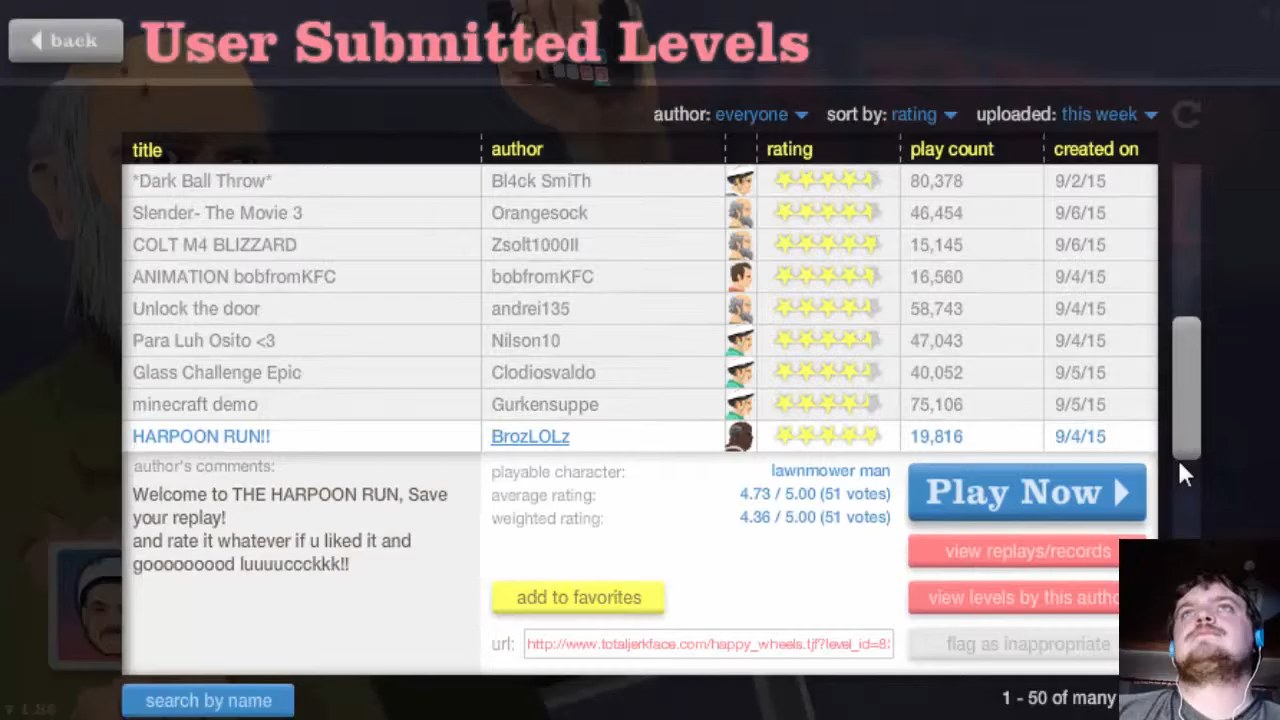 back
User Submitted Levels
author: everyone sort by: rating uploaded: this week
title author rating play count created on
*Dark Ball Throw* Bl4ck SmiTh 80,378 9/2/15
Slender- The Movie 3 Orangesock 46,454 9/6/15
COLT M4 BLIZZARD Zsolt1000II 15,145 9/6/15
ANIMATION bobfromKFC bobfromKFC 16,560 9/4/15
Unlock the door andrei135 58,743 9/4/15
Para Luh Osito <3 Nilson10 47,043 9/4/15
Glass Challenge Epic Clodiosvaldo 40,052 9/5/15
minecraft demo Gurkensuppe 75,106 9/5/15
HARPOON RUN!! BrozLOLz 19,816 9/4/15
author's comments:
Welcome to THE HARPOON RUN, Save
your replay!
and rate it whatever if u liked it and
gooooooood luuuuccckkk!!
playable character: lawnmower man
average rating: 4.73 / 5.00 (51 votes)
weighted rating: 4.36 / 5.00 (51 votes)
add to favorites
url: http://www.totaljerkface.com/happy_wheels.tjf?level_id=8
Play Now
view replays/records
view levels by this autho
flag as inappropriate
search by name
1 - 50 of many